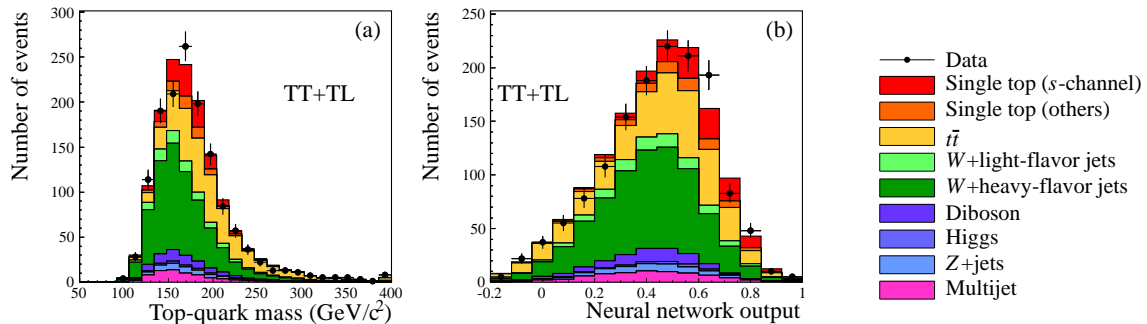 Number of events
300
250
200
150
100
50
0
(a)
TT+TL
50 100 150 200 250 300 350 400
Top-quark mass (GeV/c²)
Number of events
250
200
150
100
50
0
(b)
TT+TL
-0.2 0 0.2 0.4 0.6 0.8 1
Neural network output
Data
Single top (s-channel)
Single top (others)
tt̄
W+light-flavor jets
W+heavy-flavor jets
Diboson
Higgs
Z+jets
Multijet